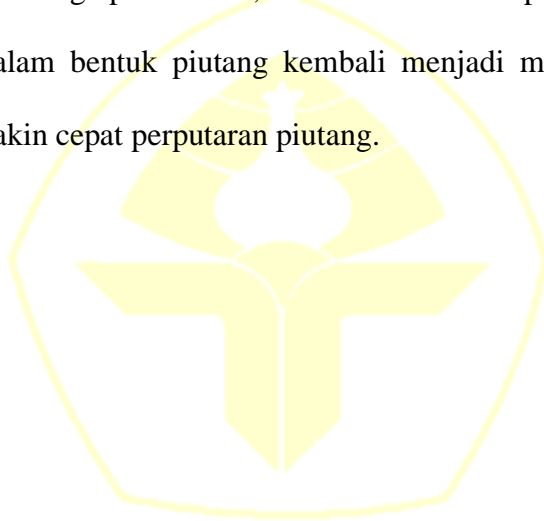 alam bentuk piutang kembali menjadi m
akin cepat perputaran piutang.